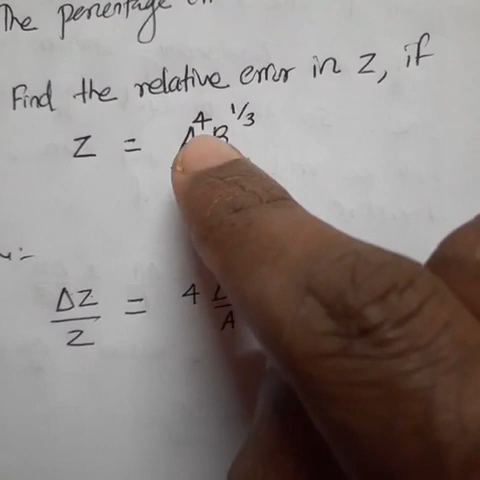 The percentage
Find the relative error in Z, if
Z = A⁴B^1/3
ΔZ/Z = 4 /A